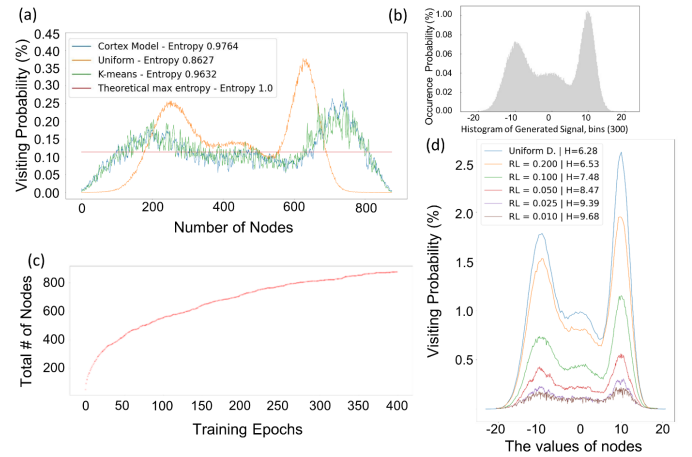 (a)
0.45
0.40
0.35
0.30
0.25
0.20
0.15
0.10
0.05
0.00
Visiting Probability (%)
Cortex Model - Entropy 0.9764
Uniform - Entropy 0.8627
K-means - Entropy 0.9632
Theoretical max entropy - Entropy 1.0
0 200 400 600 800
Number of Nodes
(b)
1.00
0.08
0.06
0.04
0.02
0.00
Occurence Probability (%)
-20 -10 0 10 20
Histogram of Generated Signal, bins (300)
(c)
800
600
400
200
Total # of Nodes
0 50 100 150 200 250 300 350 400
Training Epochs
(d)
Uniform D. | H=6.28
RL = 0.200 | H=6.53
RL = 0.100 | H=7.48
RL = 0.050 | H=8.47
RL = 0.025 | H=9.39
RL = 0.010 | H=9.68
2.5
2.0
1.5
1.0
0.5
Visiting Probability (%)
-20 -10 0 10 20
The values of nodes